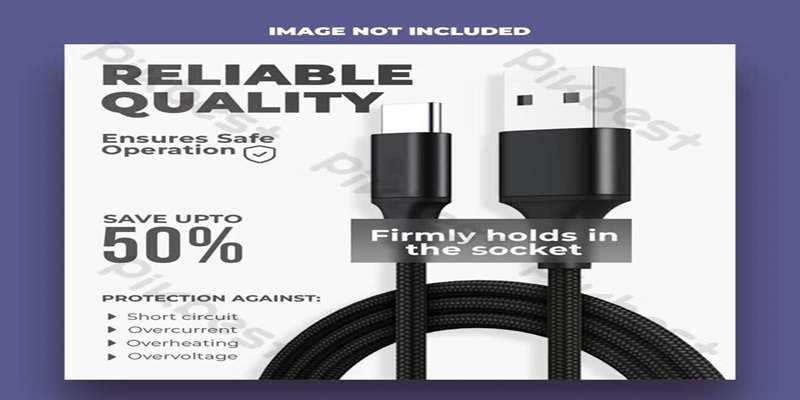 IMAGE NOT INCLUDED
RELIABLE
QUALITY
Ensures Safe
Operation
SAVE UPTO
50%
Firmly holds in
the socket
PROTECTION AGAINST:
Short circuit
Overcurrent
Overheating
Overvoltage
pikbest
pikbest
pikbest
pikbest
pikbest